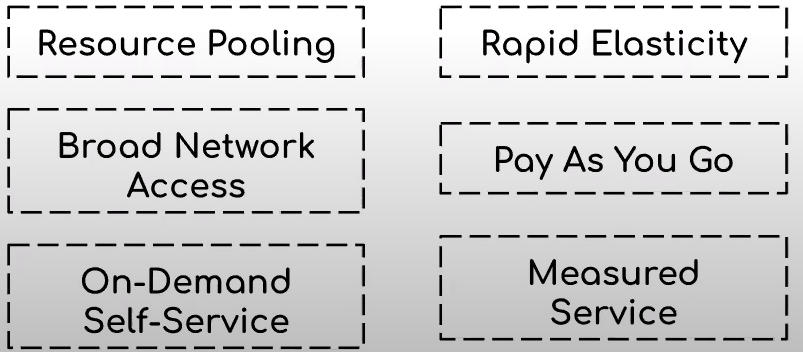 Resource Pooling
Rapid Elasticity
Broad Network
Access
Pay As You Go
On-Demand
Self-Service
Measured
Service